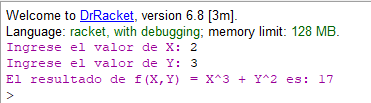 Welcome to DrRacket, version 6.8 [3m].
Language: racket, with debugging; memory limit: 128 MB.
Ingrese el valor de X: 2
Ingrese el valor de Y: 3
El resultado de f(X,Y) = X^3 + Y^2 es: 17
>